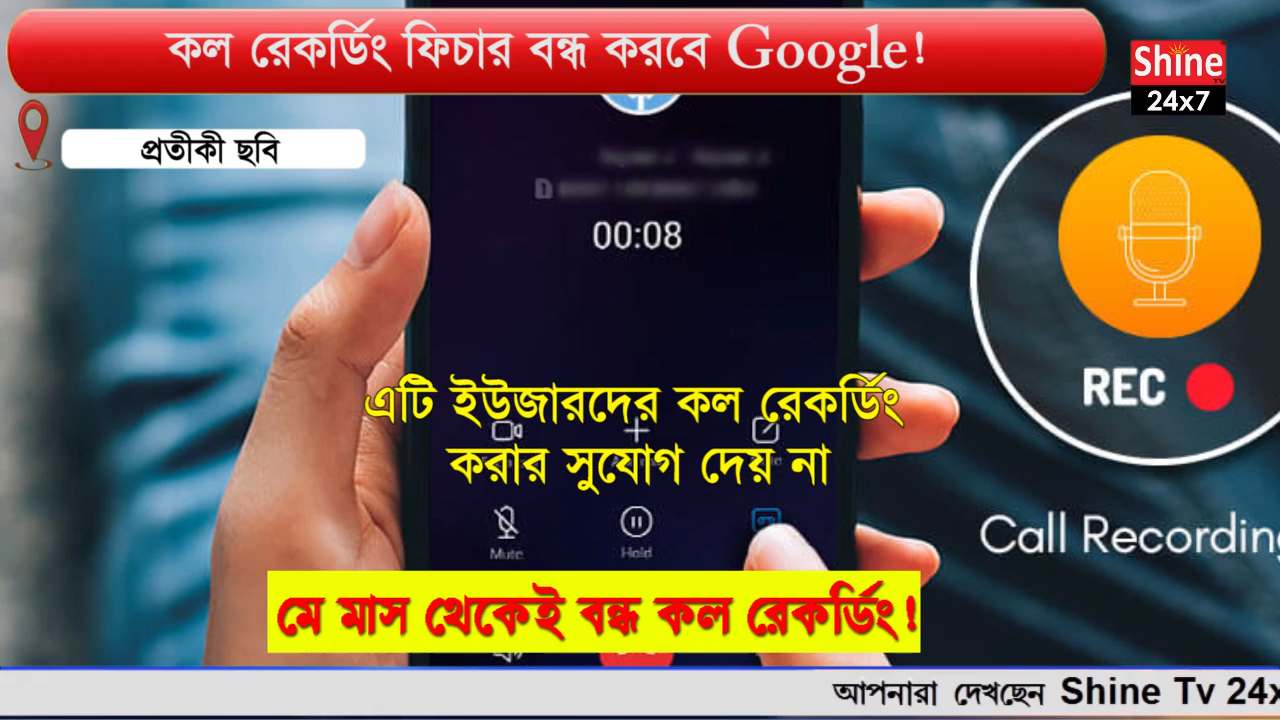 কল রেকর্ডিং ফিচার বন্ধ করবে Google!
Shine
TV
24x7
প্রতীকী ছবি
00:08
এটি ইউজারদের কল রেকর্ডিং
করার সুযোগ দেয় না
REC
Mute
Hold
Call Recording
মে মাস থেকেই বন্ধ কল রেকর্ডিং!
আপনারা দেখছেন Shine Tv 24x